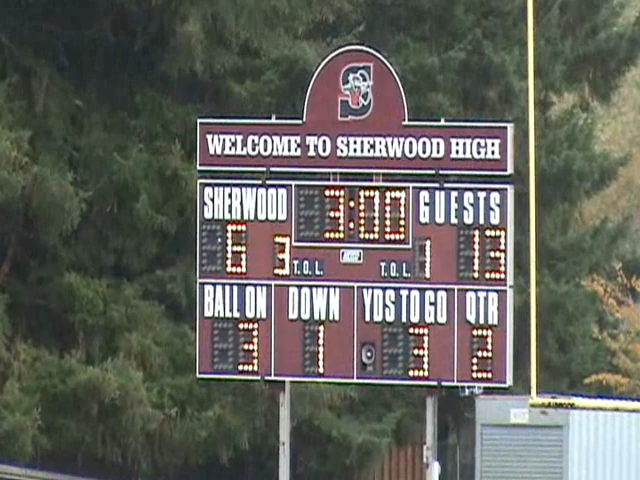 S
WELCOME TO SHERWOOD HIGH
SHERWOOD 3:00 GUESTS
6 3 T.O.L. T.O.L. 1 13
BALL ON DOWN YDS TO GO QTR
3 1 3 2